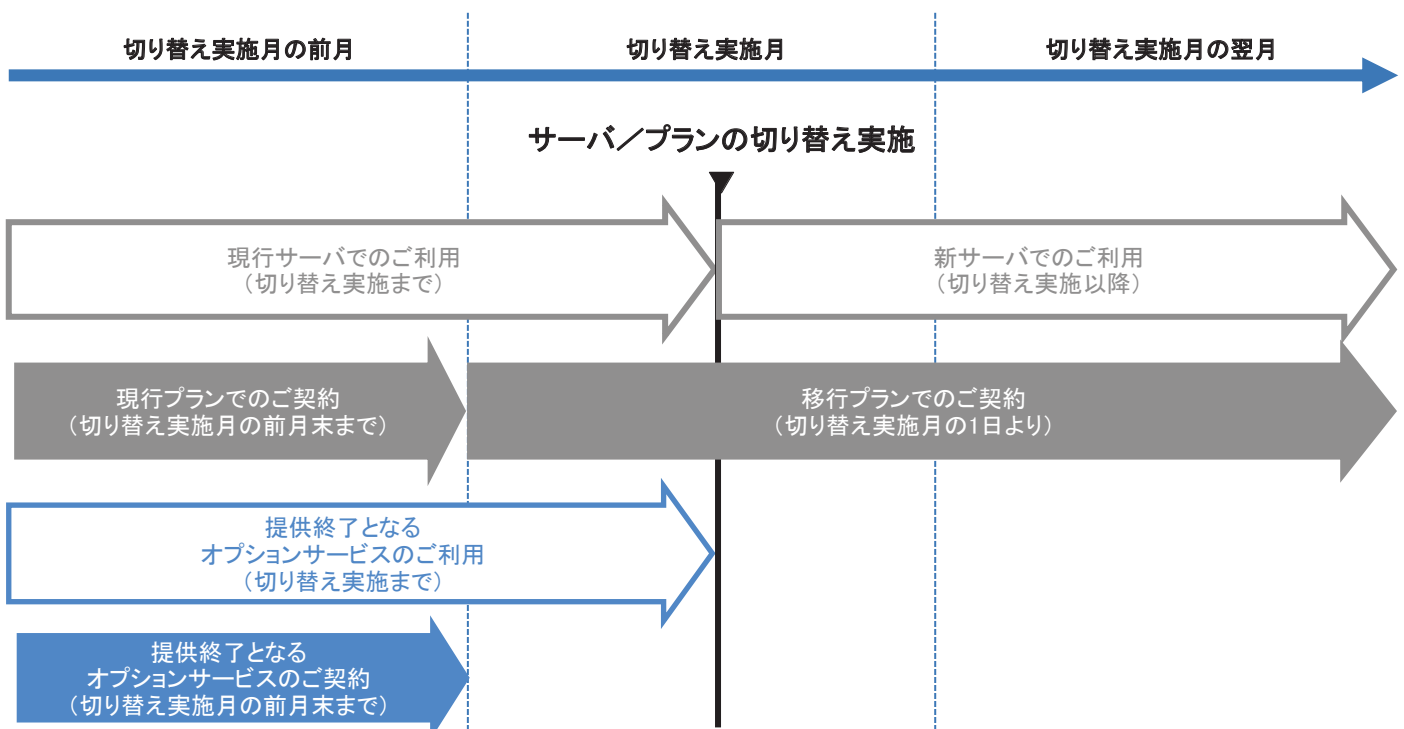 切り替え実施月の前月
切り替え実施月
切り替え実施月の翌月
サーバ／プランの切り替え実施
現行サーバでのご利用
（切り替え実施まで）
新サーバでのご利用
（切り替え実施以降）
現行プランでのご契約
（切り替え実施月の前月末まで）
移行プランでのご契約
（切り替え実施月の1日より）
提供終了となる
オプションサービスのご利用
（切り替え実施まで）
提供終了となる
オプションサービスのご契約
（切り替え実施月の前月末まで）